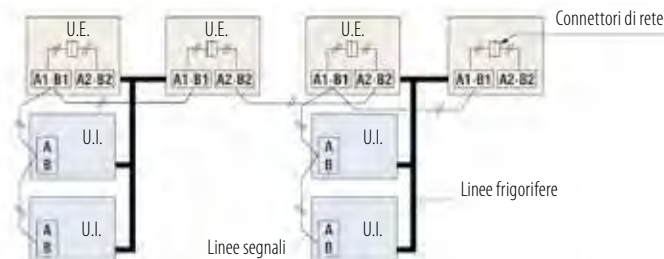 Connettori di rete
U.E.
U.E.
U.E.
A1-B1 A2-B2
A1-B1 A2-B2
A1-B1 A2-B2
A1-B1 A2-B2
U.I.
A
B
U.I.
A
B
Linee frigorifere
U.I.
A
B
U.I.
A
B
Linee segnali